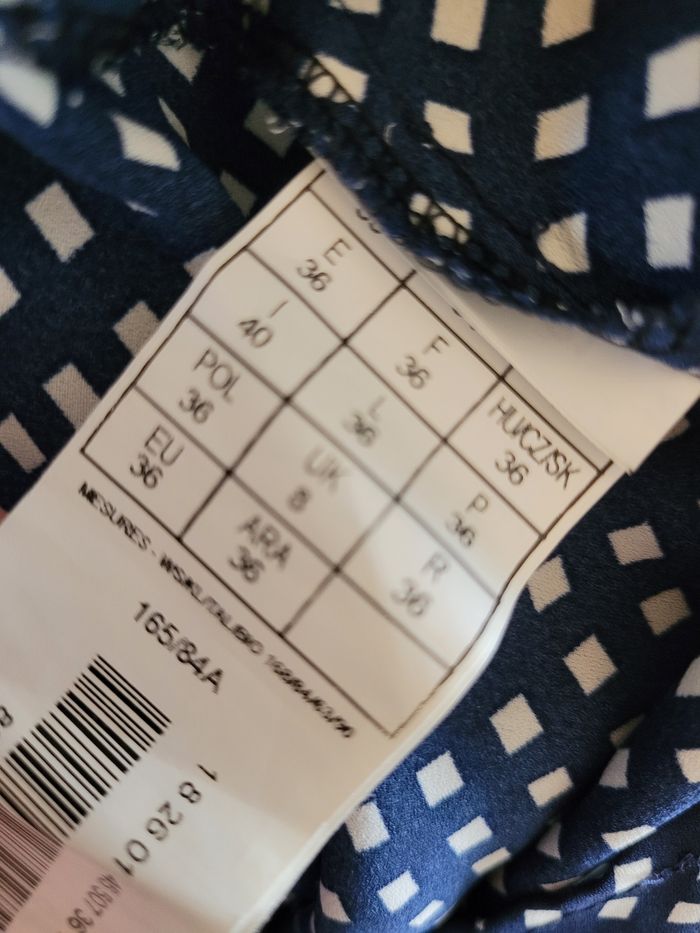 E
36
F
36
HU/CZ/SK
36
I
40
L
36
P
36
POL
36
UK
8
R
36
EU
36
ARA
36
MESURES -
165/84A
1 8 26 01